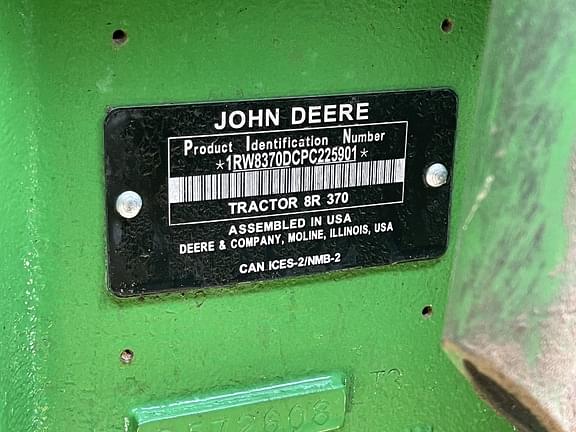 JOHN DEERE
Product Identification Number
*1RW8370DCPC225901*
TRACTOR 8R 370
ASSEMBLED IN USA
DEERE & COMPANY, MOLINE, ILLINOIS, USA
CAN ICES-2/NMB-2